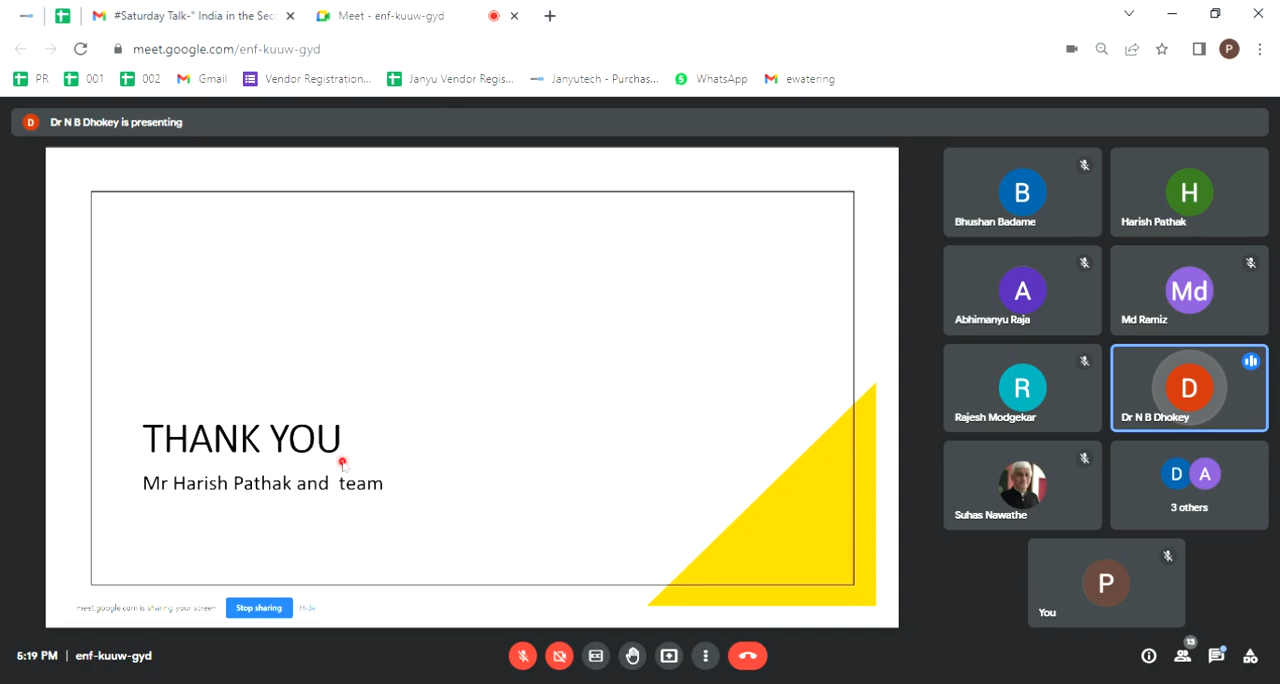 #Saturday Talk-" India in the Sec
Meet - enf-kuuw-gyd
meet.google.com/enf-kuuw-gyd
P
PR
001
002
Gmail
Vendor Registration...
Janyu Vendor Regis...
Janyutech - Purchas...
WhatsApp
ewatering
D
Dr N B Dhokey is presenting
THANK YOU
Mr Harish Pathak and team
meet.google.com is sharing your screen
Stop sharing
Hide
B
Bhushan Badame
H
Harish Pathak
A
Abhimanyu Raja
Md
Md Ramiz
R
Rajesh Modgekar
D
Dr N B Dhokey
Suhas Nawathe
D A
3 others
P
You
5:19 PM | enf-kuuw-gyd
13